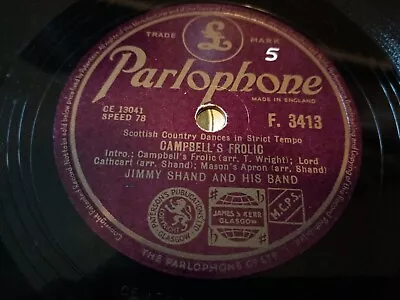 TRADE MARK
5
Parlophone
MADE IN ENGLAND
CE 13041
SPEED 78
F. 3413
Scottish Country Dances in Strict Tempo
CAMPBELL'S FROLIC
Intro.; Campbell's Frolic (arr. T. Wright); Lord
Cathcart (arr. Shand); Mason's Apron (arr. Shand)
JIMMY SHAND AND HIS BAND
PATERSON'S PUBLICATIONS LTD
GLASGOW
JAMES S. KERR
GLASGOW
M.C.P.S.
THE PARLOPHONE CO LTD